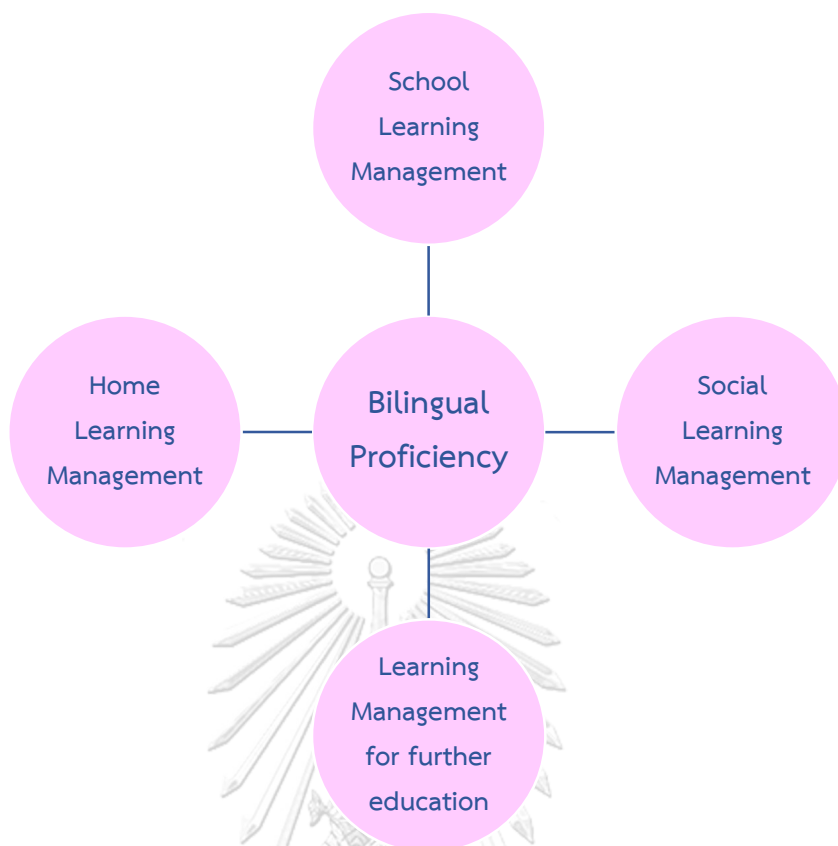 School
Learning
Management
Home
Learning
Management
Bilingual
Proficiency
Social
Learning
Management
Learning
Management
for further
education